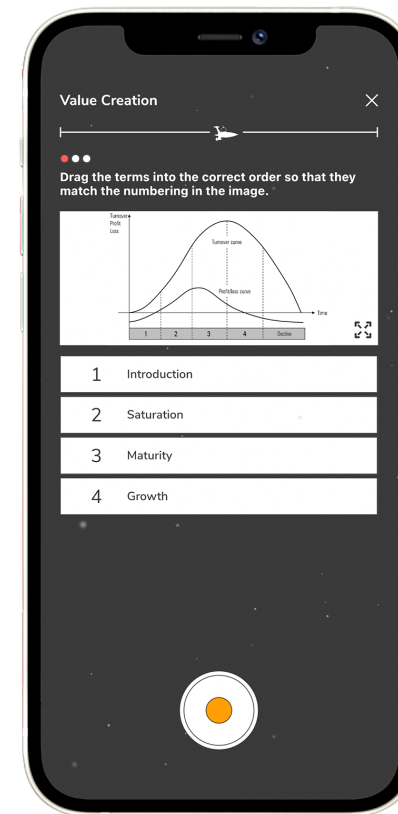 Value Creation
Drag the terms into the correct order so that they
match the numbering in the image.
Turnover
Profit
Loss
Turnover curve
Profit/loss curve
Time
1 2 3 4 Decline
1 Introduction
2 Saturation
3 Maturity
4 Growth